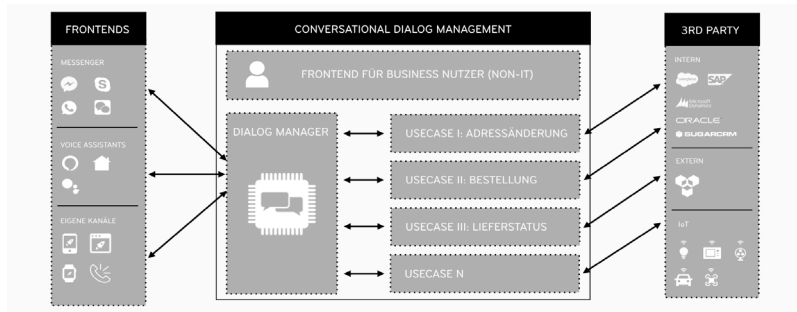 FRONTENDS
MESSENGER
VOICE ASSISTANTS
EIGENE KANÄLE
CONVERSATIONAL DIALOG MANAGEMENT
FRONTEND FÜR BUSINESS NUTZER (NON-IT)
DIALOG MANAGER
USECASE I: ADRESSÄNDERUNG
USECASE II: BESTELLUNG
USECASE III: LIEFERSTATUS
USECASE N
3RD PARTY
INTERN
salesforce SAP
Microsoft
Dynamics
ORACLE
SUGARCRM
EXTERN
IoT